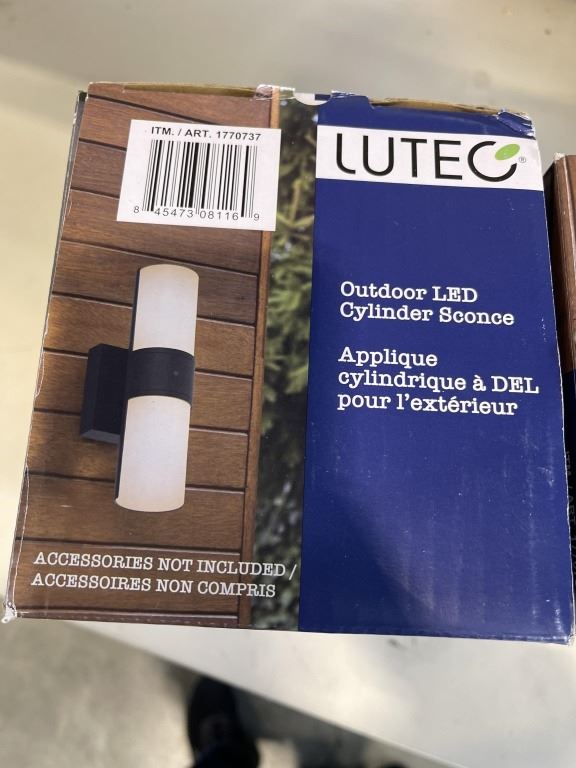 ITM. / ART. 1770737
8 45473 08116 9
LUTEC®
Outdoor LED
Cylinder Sconce
Applique
cylindrique à DEL
pour l'extérieur
ACCESSORIES NOT INCLUDED /
ACCESSOIRES NON COMPRIS